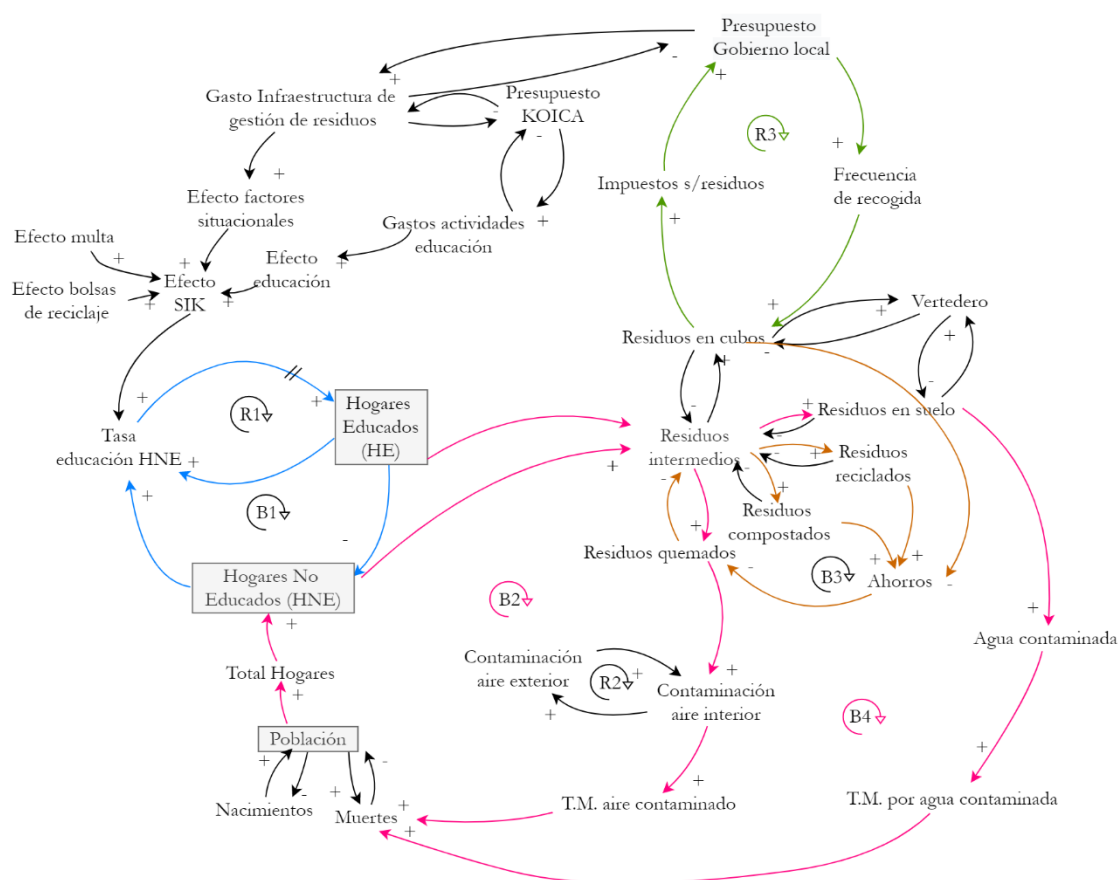 Presupuesto
Gobierno local
Gasto Infraestructura de
gestión de residuos
Presupuesto
KOICA
R3
Impuestos s/residuos
Frecuencia
de recogida
Efecto factores
situacionales
Gastos actividades
educación
Efecto multa
Efecto
educación
Efecto
SIK
Efecto bolsas
de reciclaje
Vertedero
Residuos en cubos
R1
Hogares
Educados
(HE)
Residuos en suelo
Tasa
educación HNE
Residuos
intermedios
Residuos
reciclados
B1
Residuos
compostados
Residuos quemados
B3
Ahorros
Hogares No
Educados (HNE)
B2
Agua contaminada
Contaminación
aire exterior
R2
Total Hogares
Contaminación
aire interior
B4
Población
Nacimientos
Muertes
T.M. aire contaminado
T.M. por agua contaminada